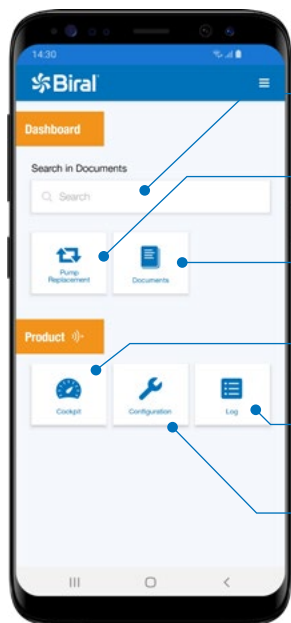 14:30
Biral
Dashboard
Search in Documents
Search
Pump
Replacement
Documents
Product
Cockpit
Configuration
Log